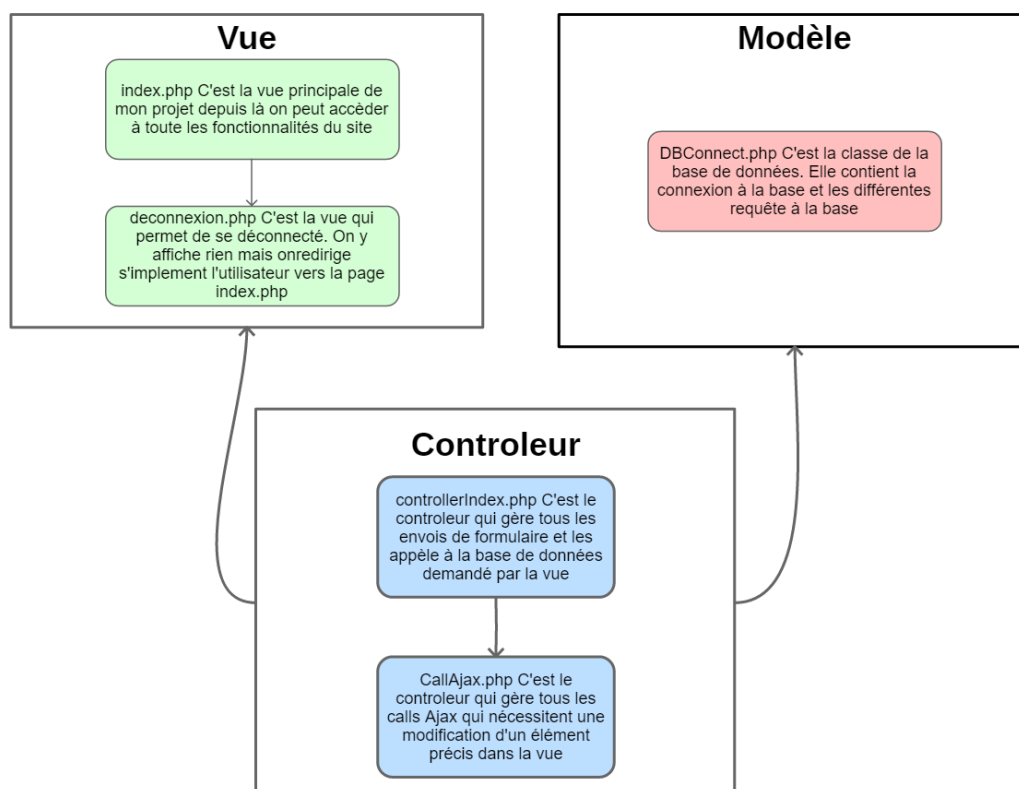 Vue
index.php C'est la vue principale de
mon projet depuis là on peut accèder
à toute les fonctionnalités du site
deconnexion.php C'est la vue qui
permet de se déconnecté. On y
affiche rien mais onredirige
s'implement l'utilisateur vers la page
index.php
Modèle
DBConnect.php C'est la classe de la
base de données. Elle contient la
connexion à la base et les différentes
requête à la base
Controleur
controllerIndex.php C'est le
controleur qui gère tous les
envois de formulaire et les
appèle à la base de données
demandé par la vue
CallAjax.php C'est le
controleur qui gère tous les
calls Ajax qui nécessitent une
modification d'un élément
précis dans la vue